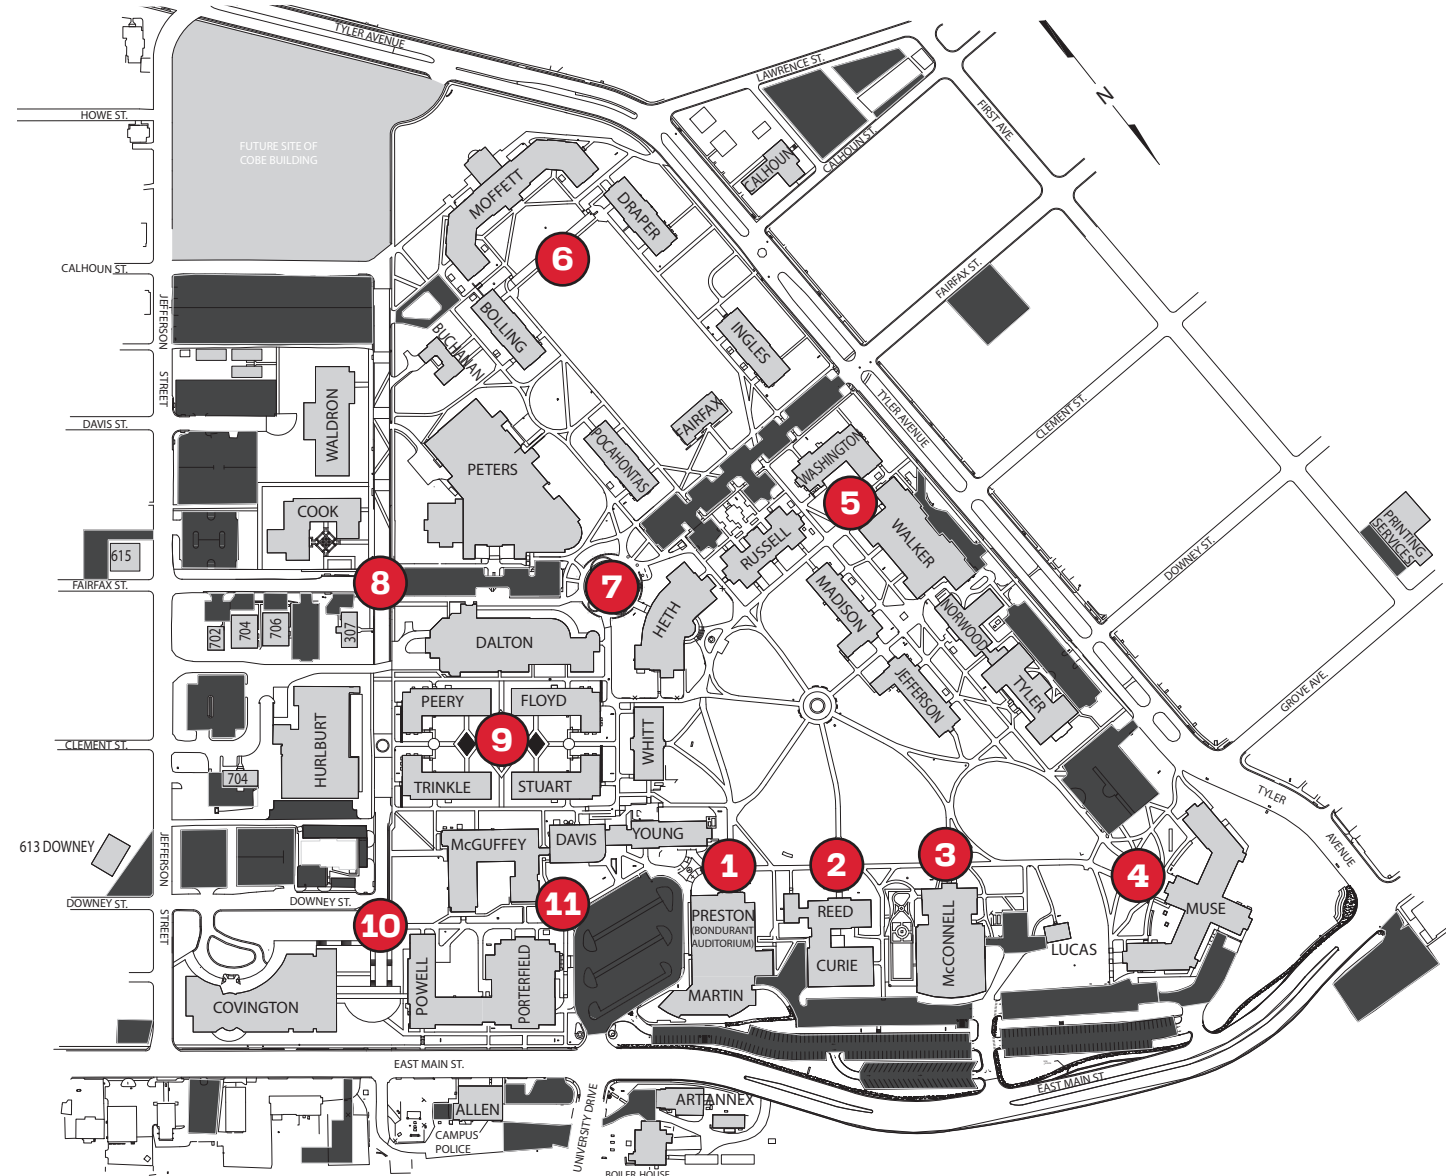 TYLER AVENUE
LAWRENCE ST.
HOWE ST.
N
FIRST AVE.
CALHOUN ST.
FUTURE SITE OF
COBE BUILDING
CALHOUN
MOFFETT
DRAPER
6
CALHOUN ST.
FAIRFAX ST.
JEFFERSON
STREET
BOLLING
BUCHANAN
INGLES
TYLER AVENUE
CLEMENT ST.
DAVIS ST.
WALDRON
FAIRFAX
POCAHONTAS
WASHINGTON
PETERS
5
COOK
WALKER
RUSSELL
PRINTING
SERVICES
615
DOWNEY ST.
FAIRFAX ST.
8
7
MADISON
HETH
NORWOOD
702
704
706
307
DALTON
JEFFERSON
TYLER
GROVE AVE.
PEERY
FLOYD
HURLBURT
9
WHITT
CLEMENT ST.
704
TRINKLE
STUART
TYLER
AVENUE
613 DOWNEY
JEFFERSON
STREET
McGUFFEY
DAVIS
YOUNG
1
2
3
4
DOWNEY ST.
DOWNEY ST.
10
11
PRESTON
(BONDURANT
AUDITORIUM)
REED
McCONNELL
MUSE
LUCAS
CURIE
POWELL
PORTERFIELD
COVINGTON
MARTIN
EAST MAIN ST.
EAST MAIN ST.
ALLEN
CAMPUS
POLICE
UNIVERSITY DRIVE
ART ANNEX
BOILER HOUSE